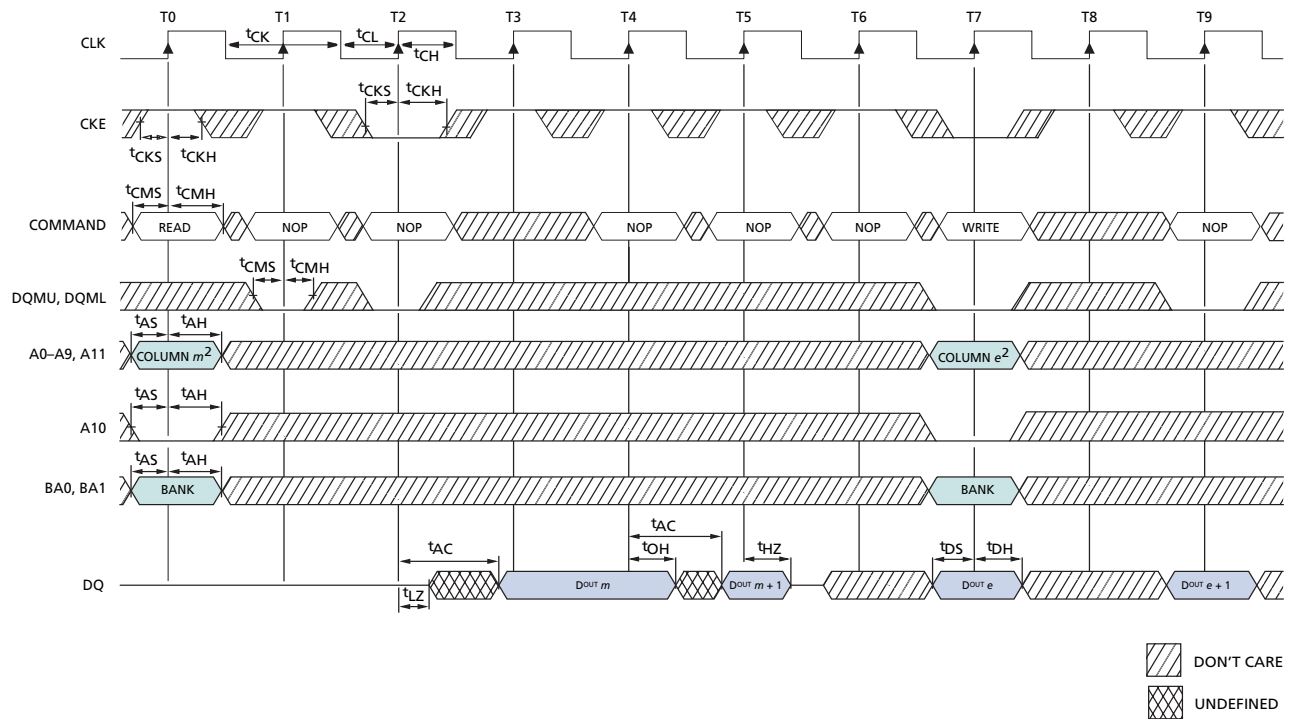 T0 T1 T2 T3 T4 T5 T6 T7 T8 T9
CLK
tCK tCL
tCH
tCKS tCKH
CKE
tCKS tCKH
tCMS tCMH
COMMAND READ NOP NOP NOP NOP NOP WRITE NOP
tCMS tCMH
DQMU, DQML
tAS tAH
A0–A9, A11 COLUMN m2 COLUMN e2
tAS tAH
A10
tAS tAH
BA0, BA1 BANK BANK
tAC
tAC tOH tHZ tDS tDH
DQ DOUT m DOUT m + 1 DOUT e DOUT e + 1
tLZ
DON'T CARE
UNDEFINED